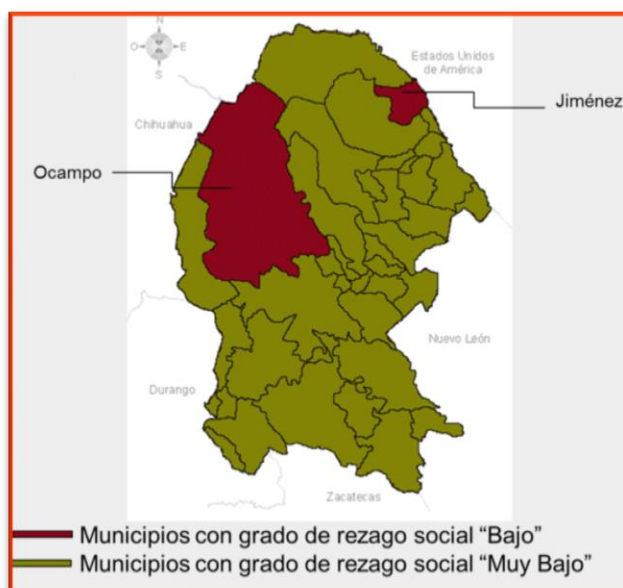 N
O
E
S
Estados Unidos
de América
Jiménez
Chihuahua
Ocampo
Nuevo León
Durango
Zacatecas
Municipios con grado de rezago social “Bajo”
Municipios con grado de rezago social “Muy Bajo”